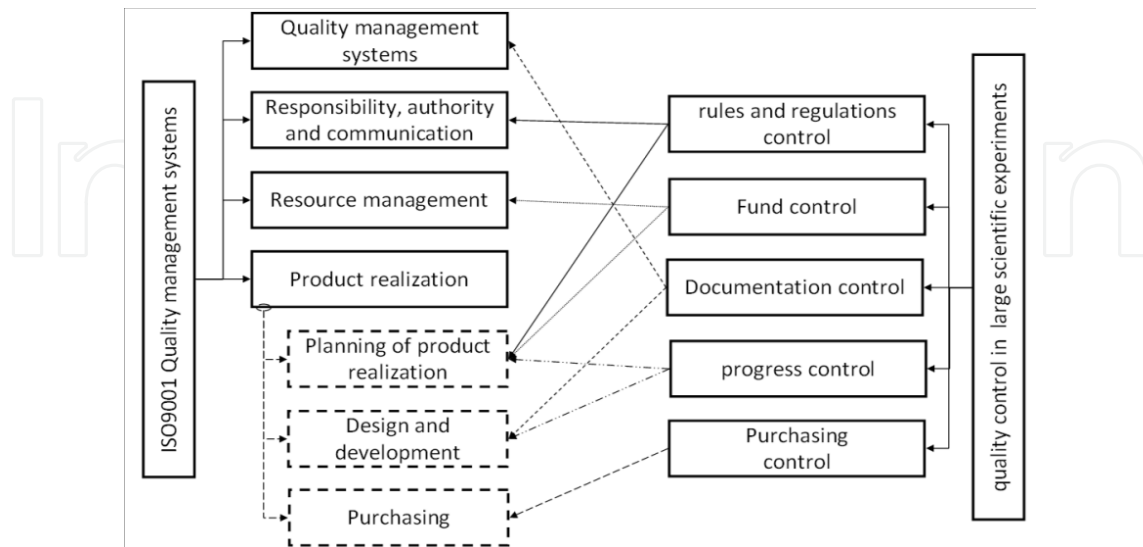 ISO9001 Quality management systems
Quality management
systems
Responsibility, authority
and communication
Resource management
Product realization
Planning of product
realization
Design and
development
Purchasing
rules and regulations
control
Fund control
Documentation control
progress control
Purchasing
control
quality control in large scientific experiments